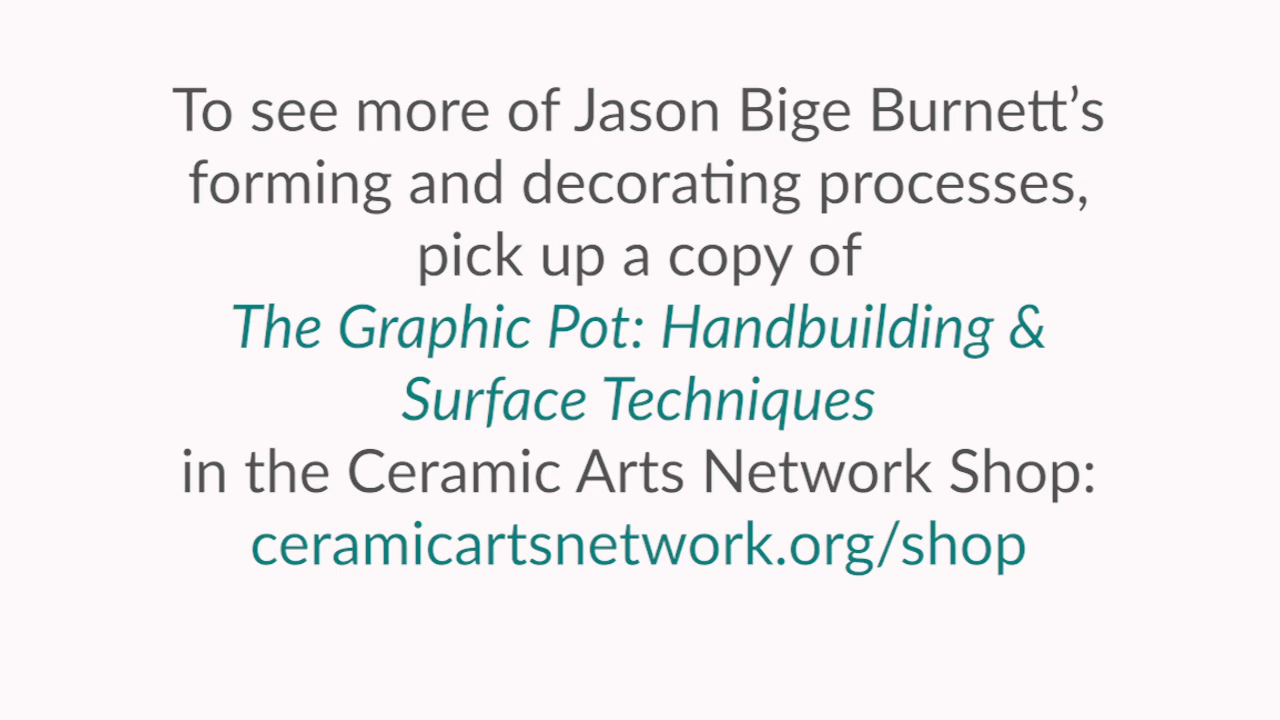 To see more of Jason Bige Burnett’s
forming and decorating processes,
pick up a copy of
The Graphic Pot: Handbuilding &
Surface Techniques
in the Ceramic Arts Network Shop:
ceramicartsnetwork.org/shop